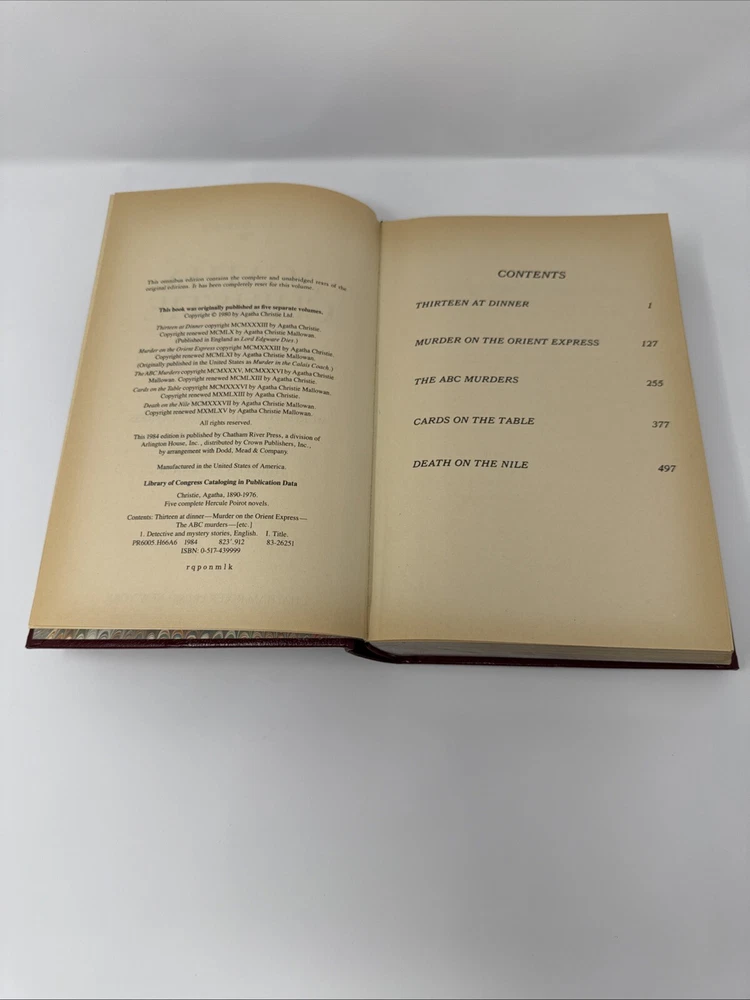 This omnibus edition contains the complete and unabridged texts of the
original editions. It has been completely reset for this volume.
This book was originally published as five separate volumes.
Copyright © 1980 by Agatha Christie Ltd.
Thirteen at Dinner copyright MCMXXXIII by Agatha Christie.
Copyright renewed MCMLX by Agatha Christie Mallowan.
(Published in England as Lord Edgware Dies.)
Murder on the Orient Express copyright MCMXXXIII by Agatha Christie.
Copyright renewed MCMLXI by Agatha Christie Mallowan.
(Originally published in the United States as Murder in the Calais Coach.)
The ABC Murders copyright MCMXXXV, MCMXXXVI by Agatha Christie
Mallowan. Copyright renewed MCMLXIII by Agatha Christie.
Cards on the Table copyright MCMXXXVI by Agatha Christie
Copyright renewed MXMLXIII by Agatha Christie Mallowan.
Death on the Nile MCMXXXVII by Agatha Christie Mallowan.
Copyright renewed MXMLXV by Agatha Christie Mallowan.
All rights reserved.
This 1984 edition is published by Chatham River Press, a division of
Arlington House, Inc., distributed by Crown Publishers, Inc.,
by arrangement with Dodd, Mead & Company.
Manufactured in the United States of America.
Library of Congress Cataloging in Publication Data
Christie, Agatha, 1890-1976.
Five complete Hercule Poirot novels.
Contents: Thirteen at dinner—Murder on the Orient Express—
The ABC murders—[etc.]
1. Detective and mystery stories, English. I. Title.
PR6005.H66A6 1984 823'.912 83-26251
ISBN: 0-517-439999
r q p o n m l k
CONTENTS
THIRTEEN AT DINNER 1
MURDER ON THE ORIENT EXPRESS 127
THE ABC MURDERS 255
CARDS ON THE TABLE 377
DEATH ON THE NILE 497